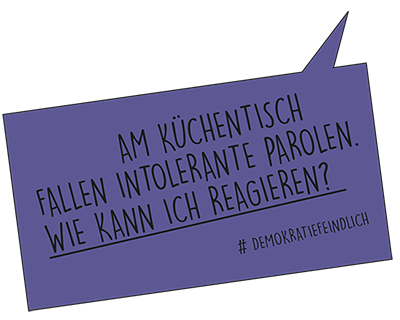 AM KÜCHENTISCH
FALLEN INTOLERANTE PAROLEN.
WIE KANN ICH REAGIEREN?
# DEMOKRATIEFEINDLICH